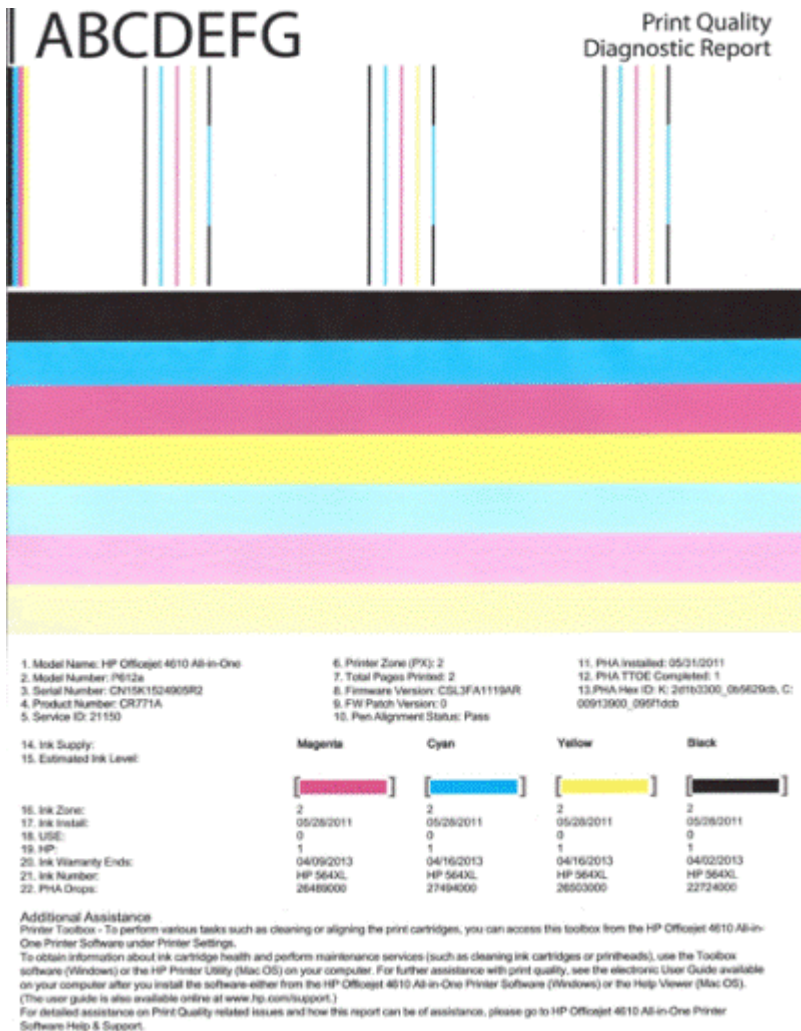 ABCDEFG
Print Quality
Diagnostic Report
1. Model Name: HP Officejet 4610 All-in-One
2. Model Number: P612a
3. Serial Number: CN15K1524905R2
4. Product Number: CR771A
5. Service ID: 21150
6. Printer Zone (PX): 2
7. Total Pages Printed: 2
8. Firmware Version: CSL3FA1119AR
9. FW Patch Version: 0
10. Pen Alignment Status: Pass
11. PHA Installed: 05/31/2011
12. PHA TTOE Completed: 1
13.PHA Hex ID: K: 2d1b3300_0b5629cb, C:
00913900_095f1dcb
14. Ink Supply: Magenta Cyan Yellow Black
15. Estimated Ink Level:
16. Ink Zone: 2 2 2 2
17. Ink Install: 05/28/2011 05/28/2011 05/28/2011 05/28/2011
18. USE: 0 0 0 0
19. HP: 1 1 1 1
20. Ink Warranty Ends: 04/09/2013 04/16/2013 04/16/2013 04/02/2013
21. Ink Number: HP 564XL HP 564XL HP 564XL HP 564XL
22. PHA Drops: 26489000 27494000 26503000 22724000
Additional Assistance
Printer Toolbox - To perform various tasks such as cleaning or aligning the print cartridges, you can access this toolbox from the HP Officejet 4610 All-in-
One Printer Software under Printer Settings.
To obtain information about ink cartridge health and perform maintenance services (such as cleaning ink cartridges or printheads), use the Toolbox
software (Windows) or the HP Printer Utility (Mac OS) on your computer. For further assistance with print quality, see the electronic User Guide available
on your computer after you install the software-either from the HP Officejet 4610 All-in-One Printer Software (Windows) or the Help Viewer (Mac OS).
(The user guide is also available online at www.hp.com/support.)
For detailed assistance on Print Quality related issues and how this report can be of assistance, please go to HP Officejet 4610 All-in-One Printer
Software Help & Support.